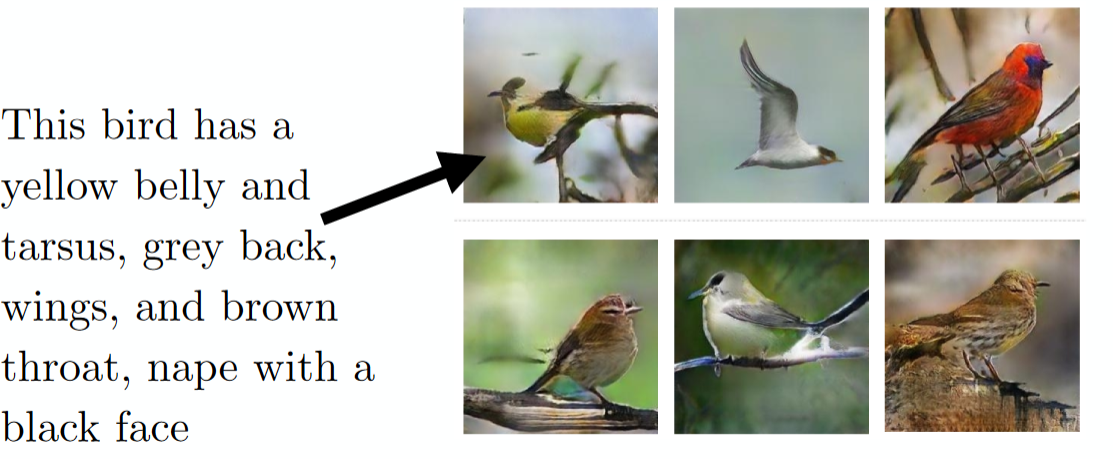 This bird has a
yellow belly and
tarsus, grey back,
wings, and brown
throat, nape with a
black face